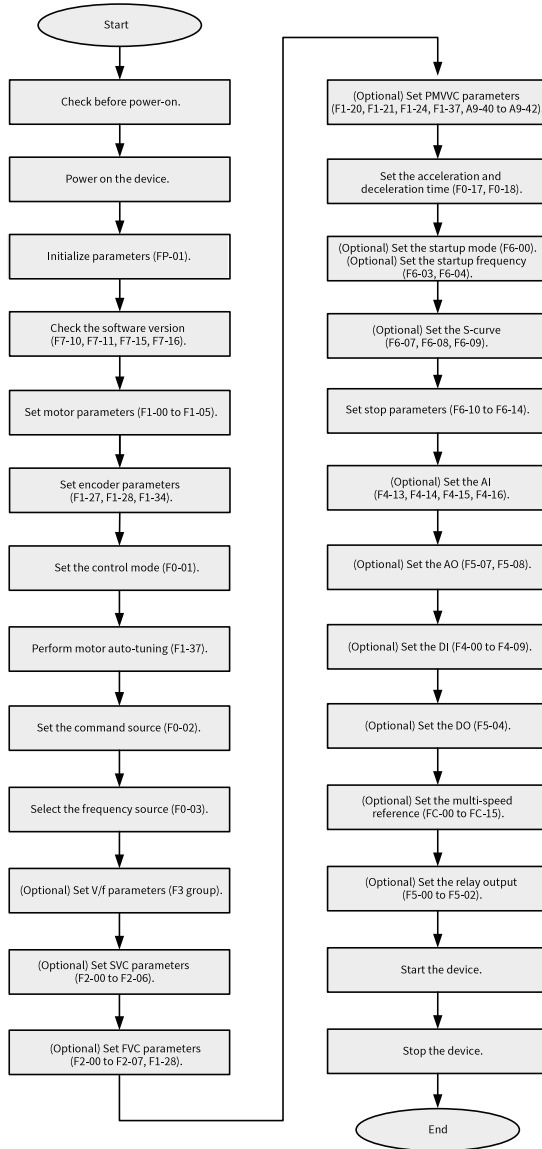 Start
Check before power-on.
Power on the device.
Initialize parameters (FP-01).
Check the software version
(F7-10, F7-11, F7-15, F7-16).
Set motor parameters (F1-00 to F1-05).
Set encoder parameters
(F1-27, F1-28, F1-34).
Set the control mode (F0-01).
Perform motor auto-tuning (F1-37).
Set the command source (F0-02).
Select the frequency source (F0-03).
(Optional) Set V/f parameters (F3 group).
(Optional) Set SVC parameters
(F2-00 to F2-06).
(Optional) Set FVC parameters
(F2-00 to F2-07, F1-28).
(Optional) Set PMVVC parameters
(F1-20, F1-21, F1-24, F1-37, A9-40 to A9-42).
Set the acceleration and
deceleration time (F0-17, F0-18).
(Optional) Set the startup mode (F6-00).
(Optional) Set the startup frequency
(F6-03, F6-04).
(Optional) Set the S-curve
(F6-07, F6-08, F6-09).
Set stop parameters (F6-10 to F6-14).
(Optional) Set the AI
(F4-13, F4-14, F4-15, F4-16).
(Optional) Set the AO (F5-07, F5-08).
(Optional) Set the DI (F4-00 to F4-09).
(Optional) Set the DO (F5-04).
(Optional) Set the multi-speed
reference (FC-00 to FC-15).
(Optional) Set the relay output
(F5-00 to F5-02).
Start the device.
Stop the device.
End